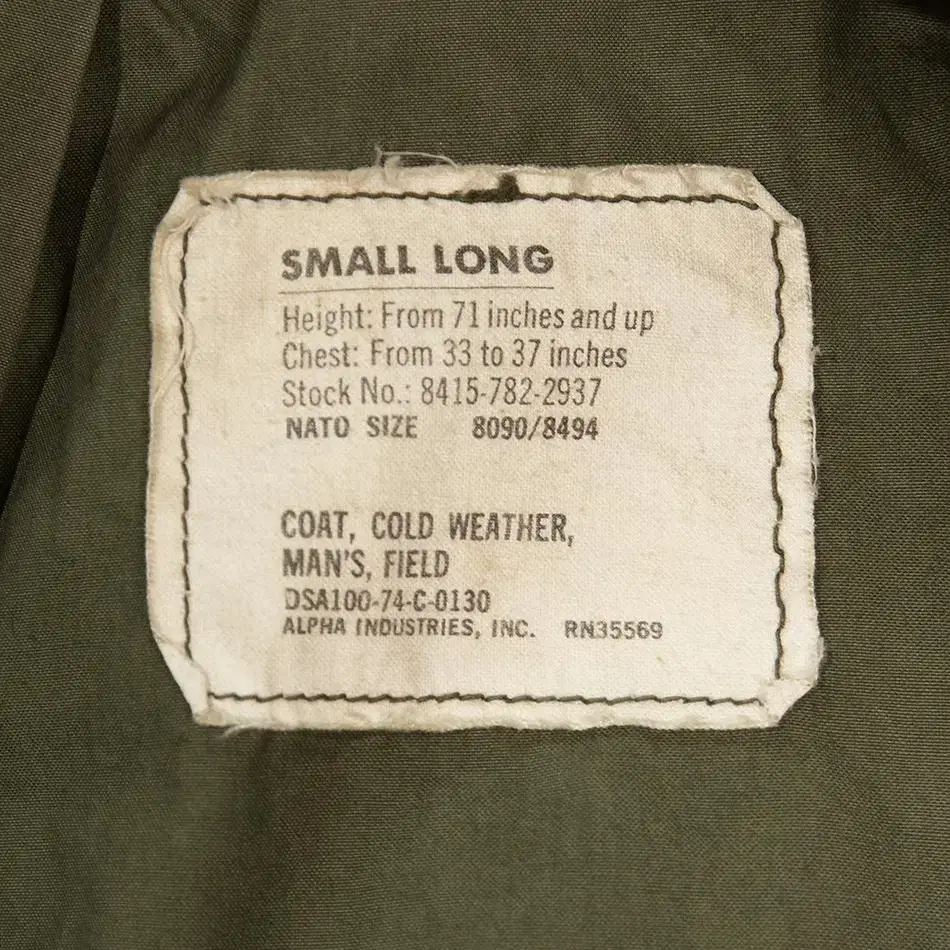 SMALL LONG
Height: From 71 inches and up
Chest: From 33 to 37 inches
Stock No.: 8415-782-2937
NATO SIZE 8090/8494
COAT, COLD WEATHER,
MAN'S, FIELD
DSA100-74-C-0130
ALPHA INDUSTRIES, INC. RN35569